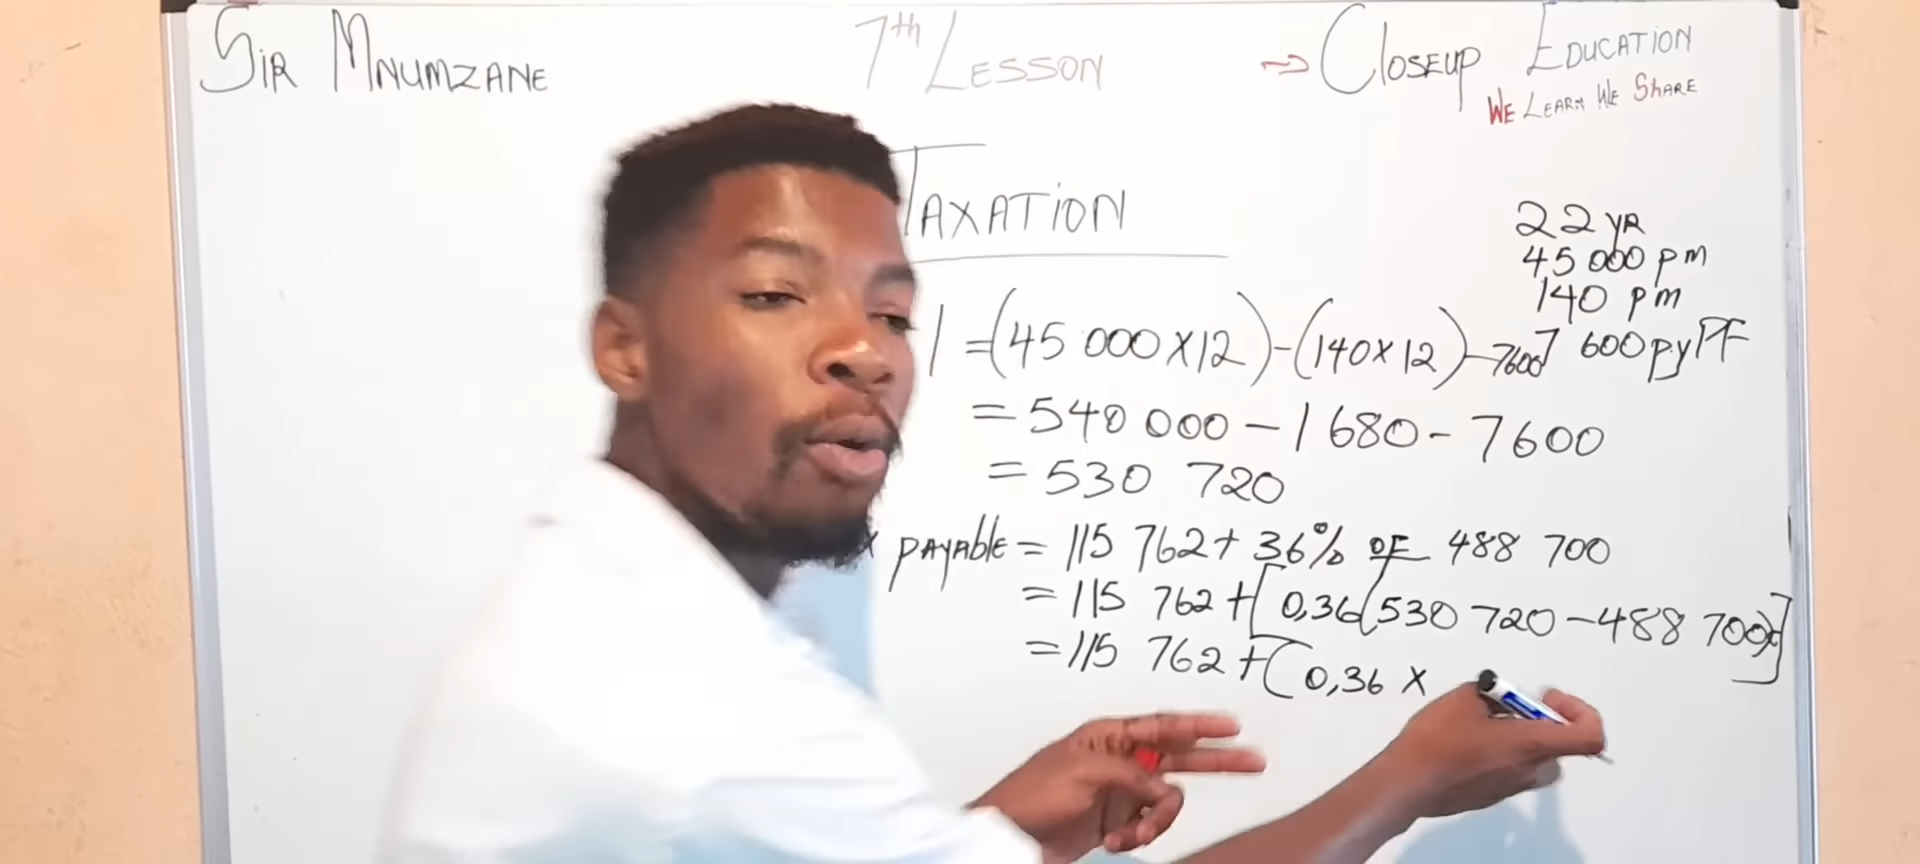 SIR MNUMZANE
7th LESSON
→ CLOSEUP EDUCATION
WE LEARN WE SHARE
TAXATION
22 YR
45 000 pm
140 pm
7 600 py PF
= (45 000 X 12) - (140 X 12) - 7600
= 540 000 - 1 680 - 7600
= 530 720
x PAYAble = 115 762 + 36% OF 488 700
= 115 762 + [0,36(530 720 - 488 700)]
= 115 762 + (0,36 x